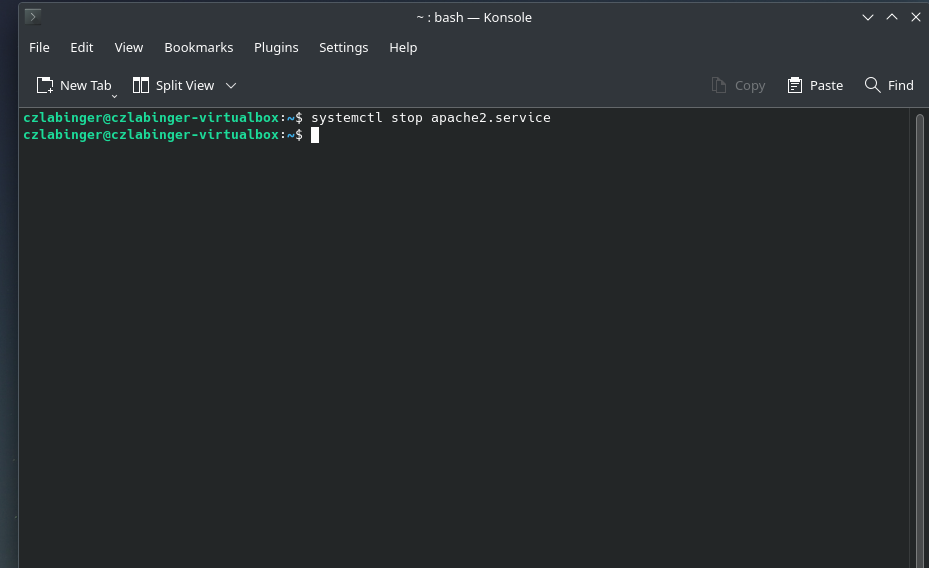 ~ : bash — Konsole
File Edit View Bookmarks Plugins Settings Help
New Tab Split View Copy Paste Find
czlabinger@czlabinger-virtualbox:~$ systemctl stop apache2.service
czlabinger@czlabinger-virtualbox:~$